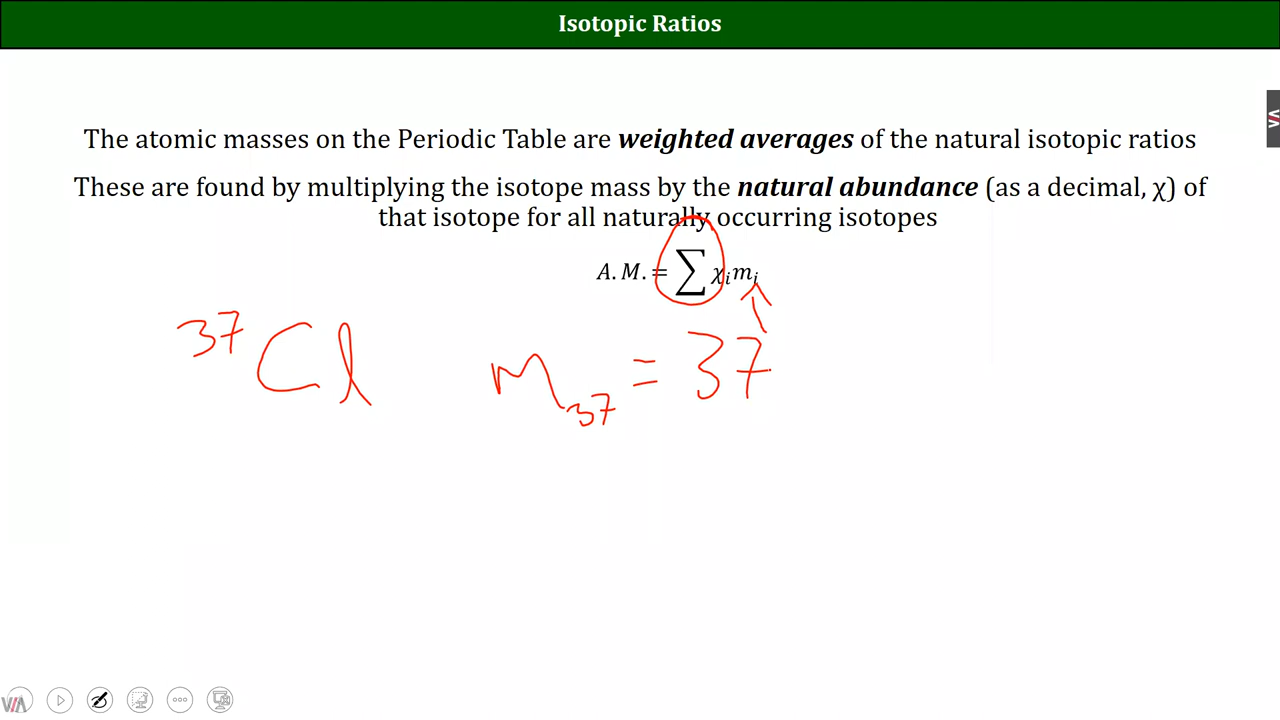 Isotopic Ratios
The atomic masses on the Periodic Table are weighted averages of the natural isotopic ratios
These are found by multiplying the isotope mass by the natural abundance (as a decimal, χ) of
that isotope for all naturally occurring isotopes
A.M.= ∑ χᵢmᵢ
³⁷Cl m₃₇ = 37